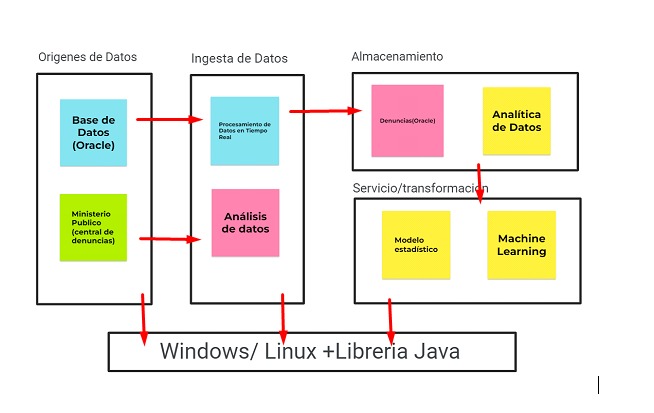 Origenes de Datos
Ingesta de Datos
Almacenamiento
Base de
Datos
(Oracle)
Procesamiento de
Datos en Tiempo
Real
Denuncias(Oracle)
Analítica
de Datos
Servicio/transformacion
Ministerio
Publico
(central de
denuncias)
Análisis
de datos
Modelo
estadístico
Machine
Learning
Windows/ Linux +Libreria Java